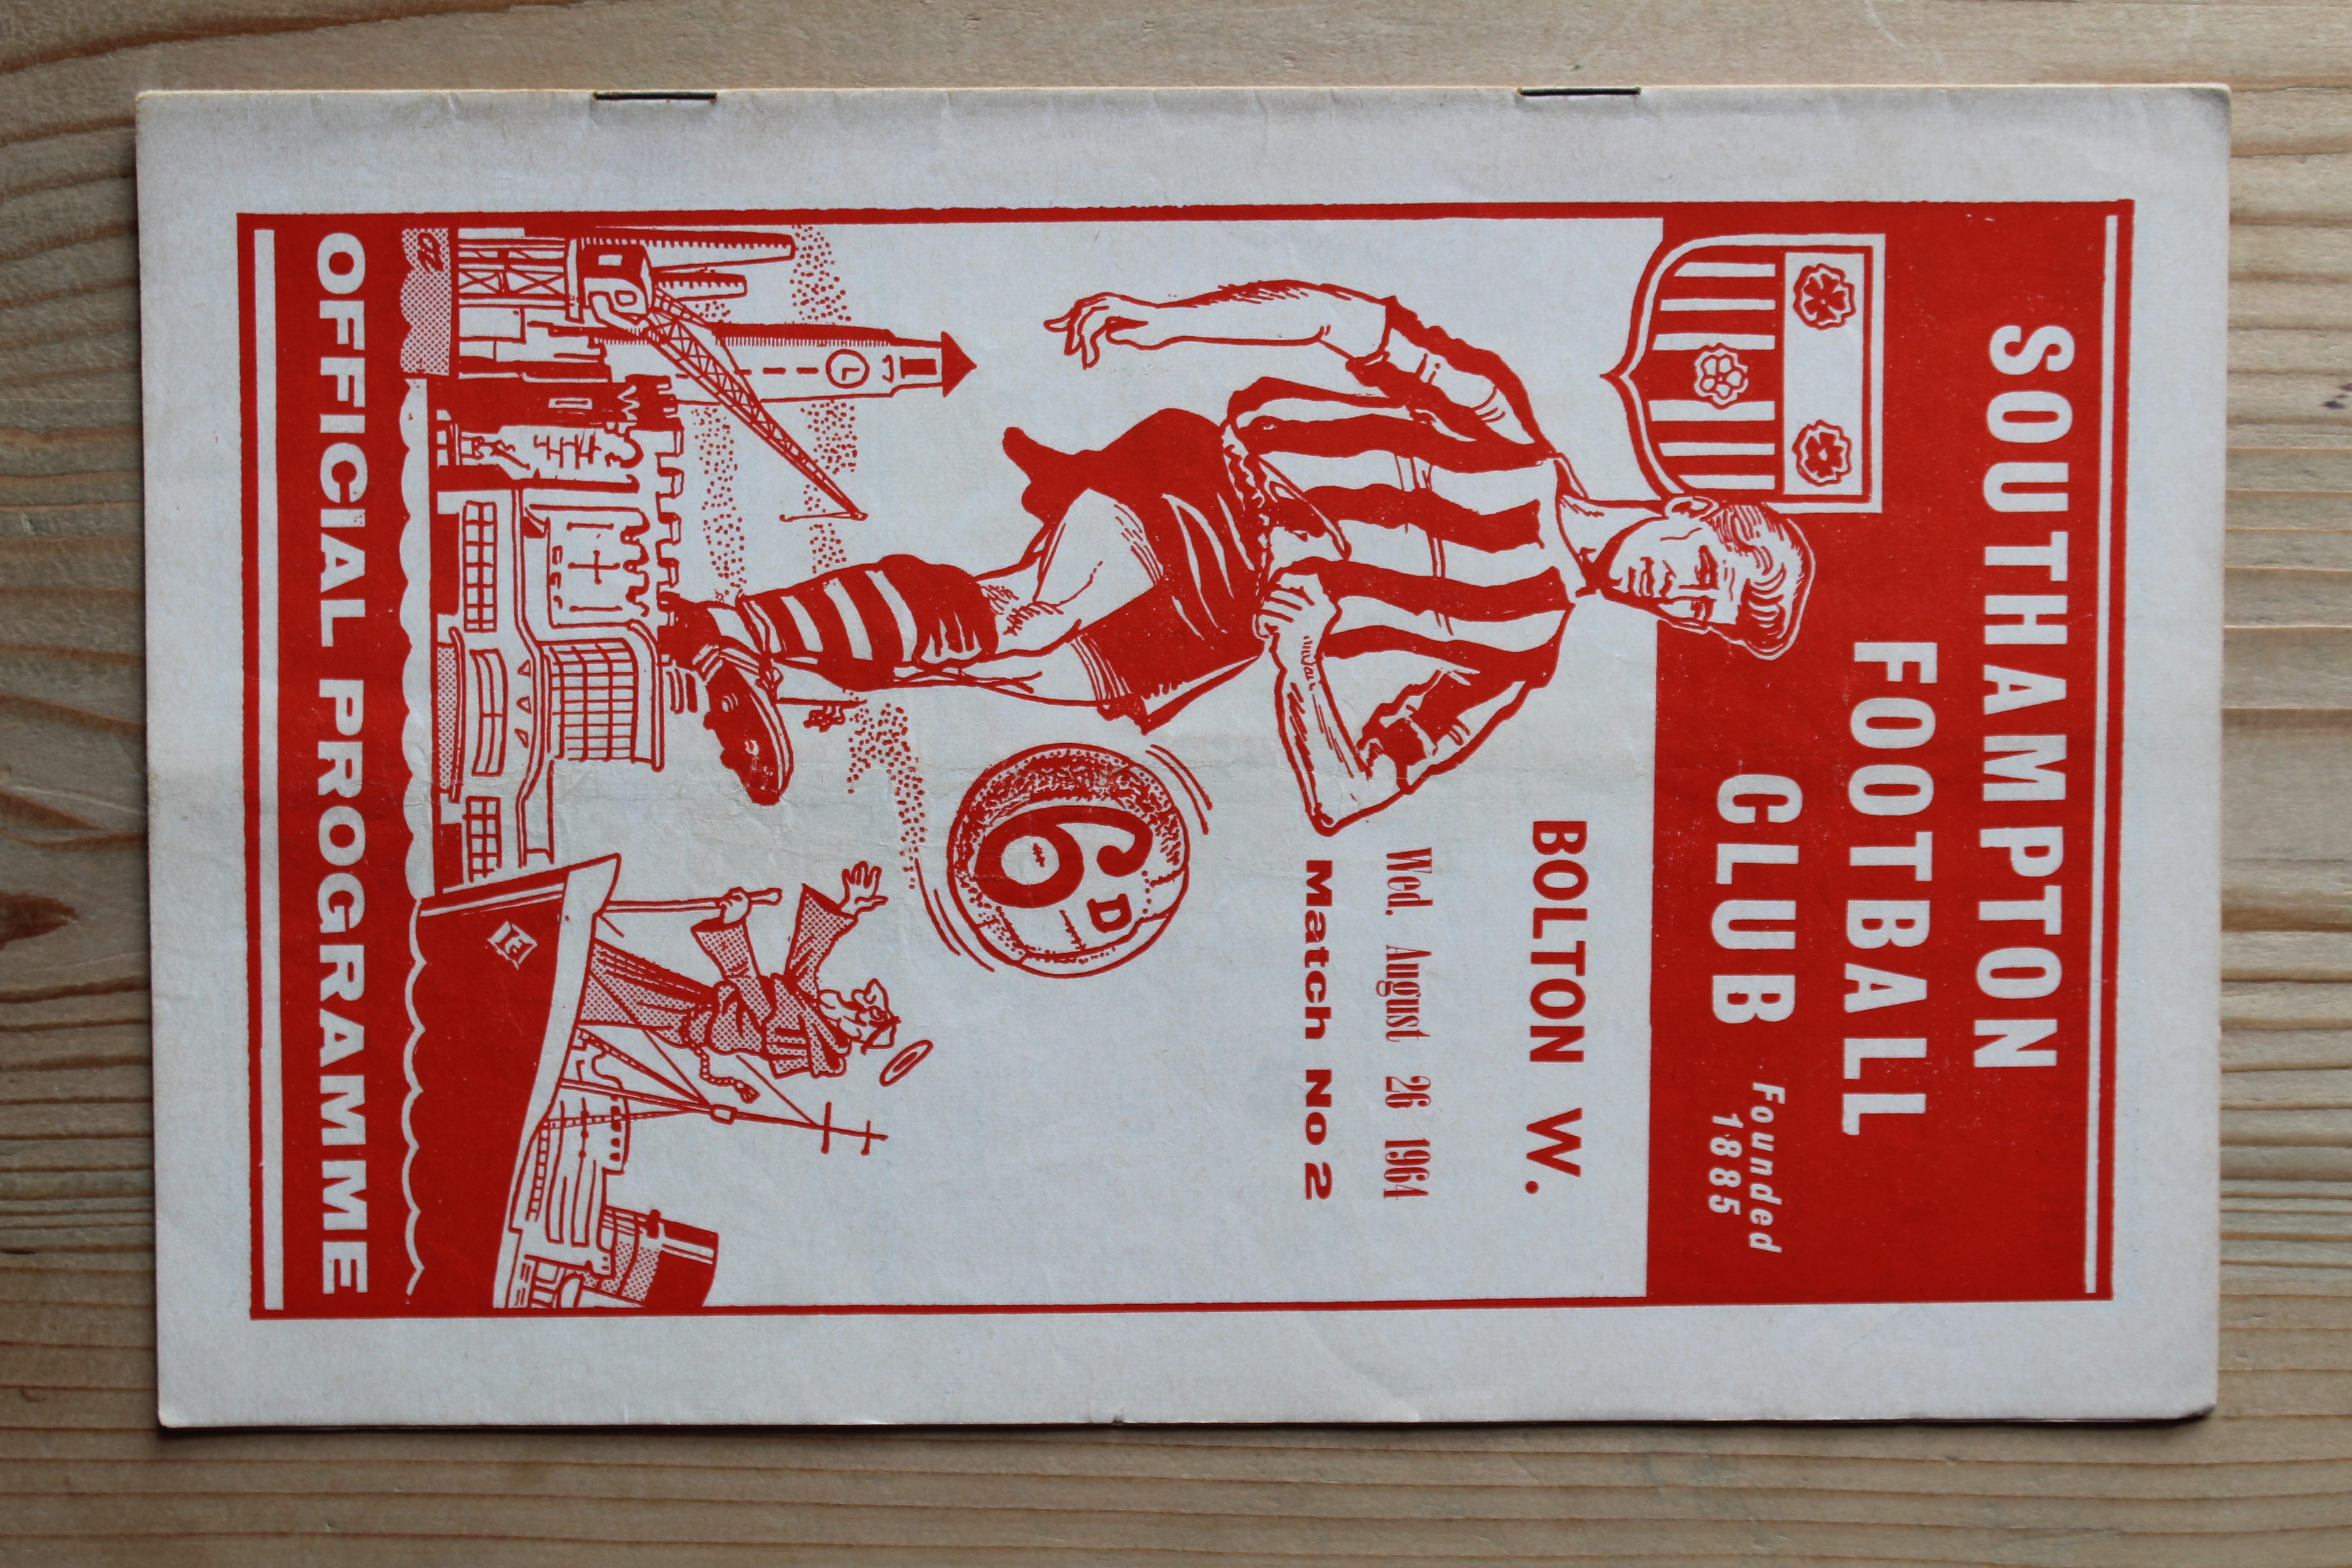 SOUTHAMPTON
FOOTBALL
CLUB
Founded
1885
BOLTON W.
Wed. August 26 1964
Match No 2
6D
OFFICIAL PROGRAMME